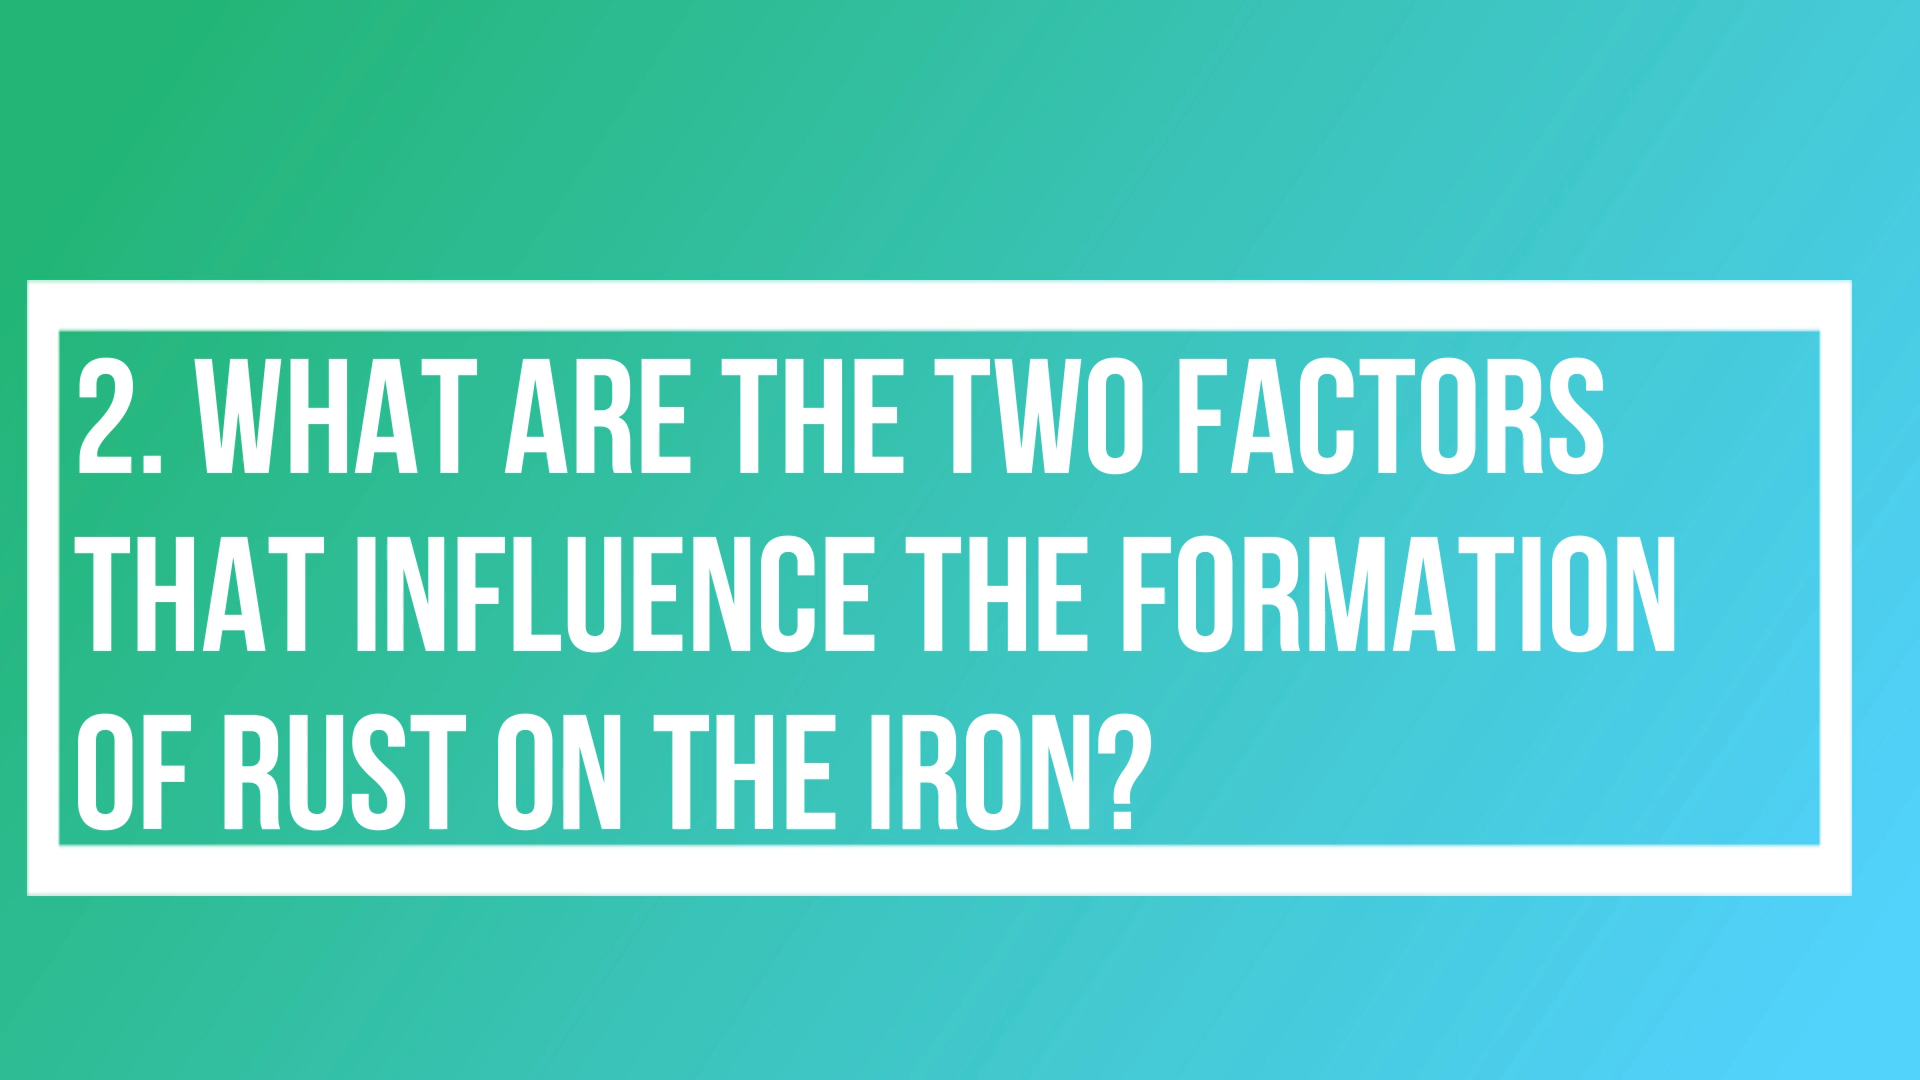 2. WHAT ARE THE TWO FACTORS
THAT INFLUENCE THE FORMATION
OF RUST ON THE IRON?